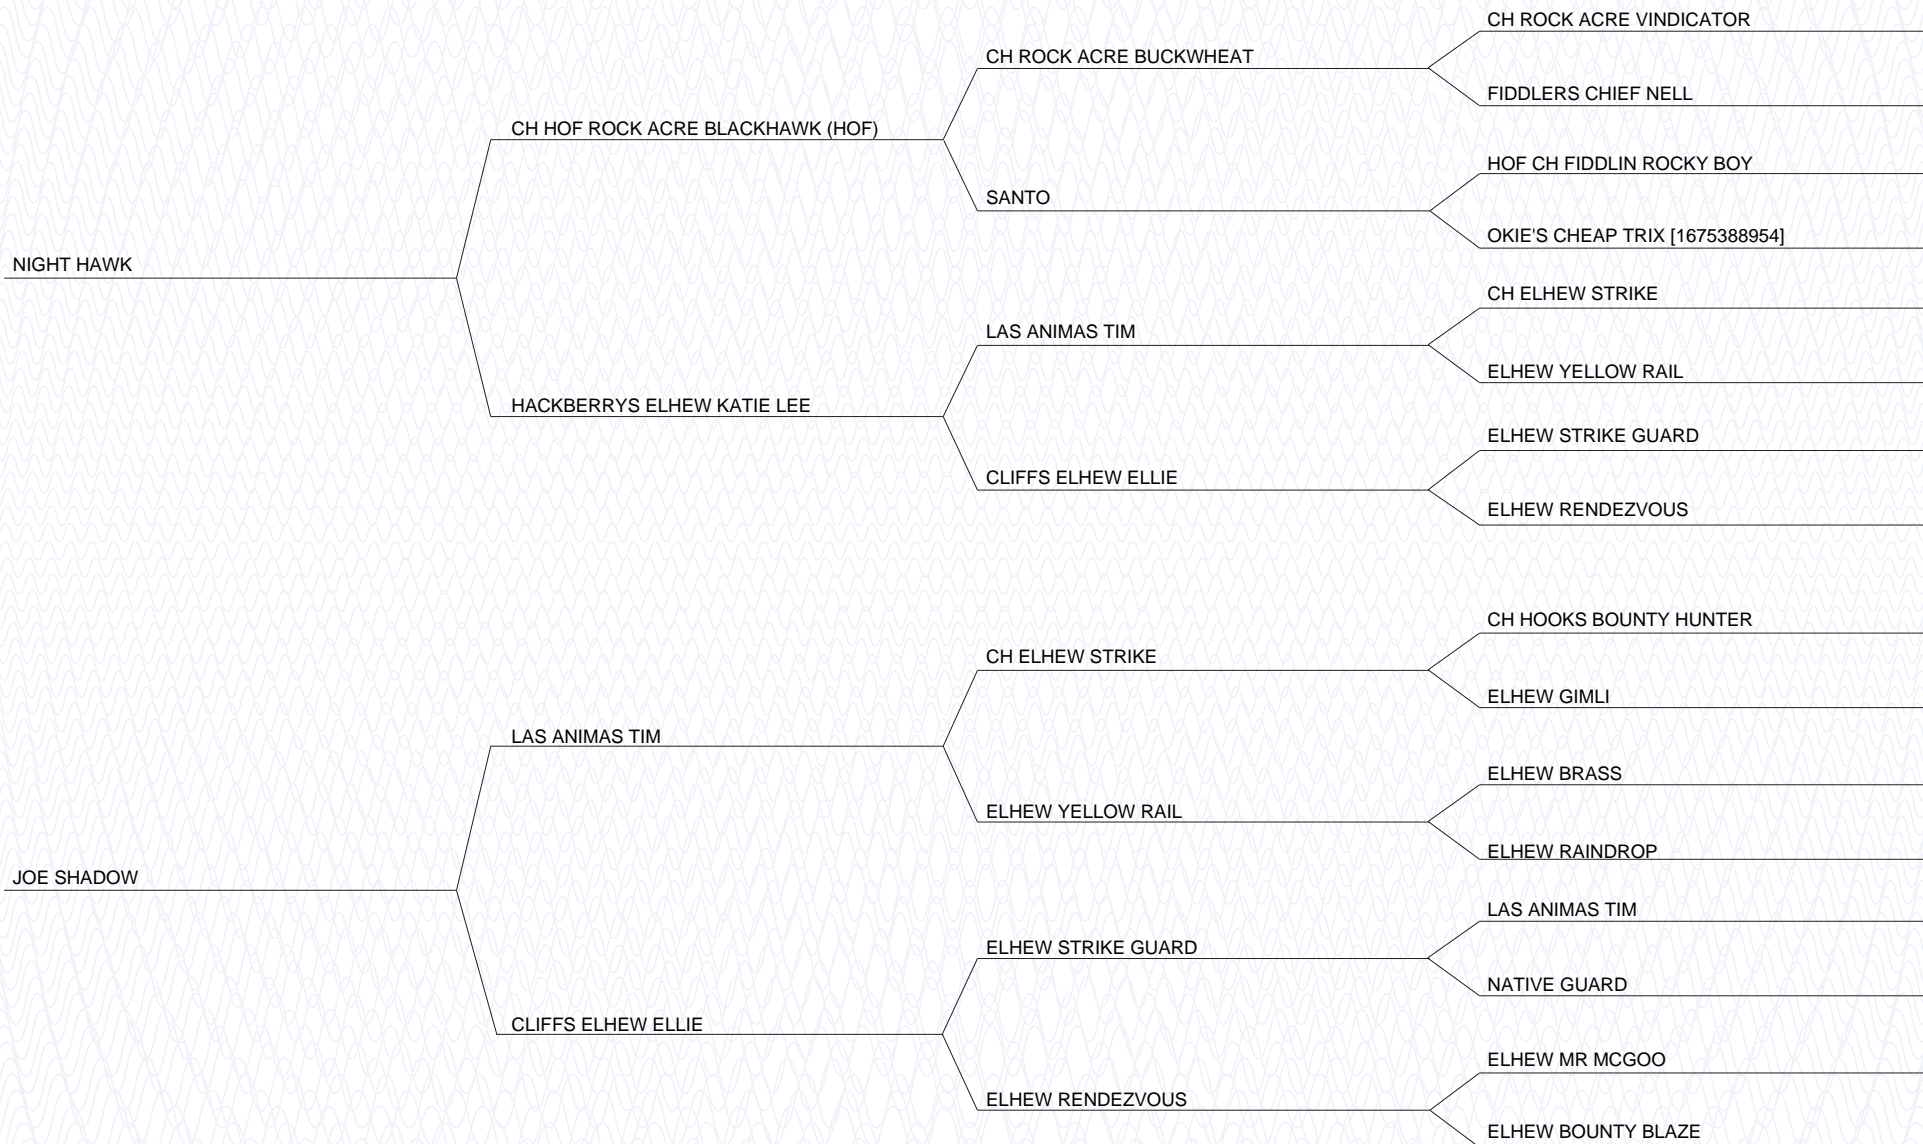 CH ROCK ACRE VINDICATOR
CH ROCK ACRE BUCKWHEAT
FIDDLERS CHIEF NELL
CH HOF ROCK ACRE BLACKHAWK (HOF)
HOF CH FIDDLIN ROCKY BOY
SANTO
OKIE'S CHEAP TRIX [1675388954]
NIGHT HAWK
CH ELHEW STRIKE
LAS ANIMAS TIM
ELHEW YELLOW RAIL
HACKBERRYS ELHEW KATIE LEE
ELHEW STRIKE GUARD
CLIFFS ELHEW ELLIE
ELHEW RENDEZVOUS
CH HOOKS BOUNTY HUNTER
CH ELHEW STRIKE
ELHEW GIMLI
LAS ANIMAS TIM
ELHEW BRASS
ELHEW YELLOW RAIL
ELHEW RAINDROP
JOE SHADOW
LAS ANIMAS TIM
ELHEW STRIKE GUARD
NATIVE GUARD
CLIFFS ELHEW ELLIE
ELHEW MR MCGOO
ELHEW RENDEZVOUS
ELHEW BOUNTY BLAZE